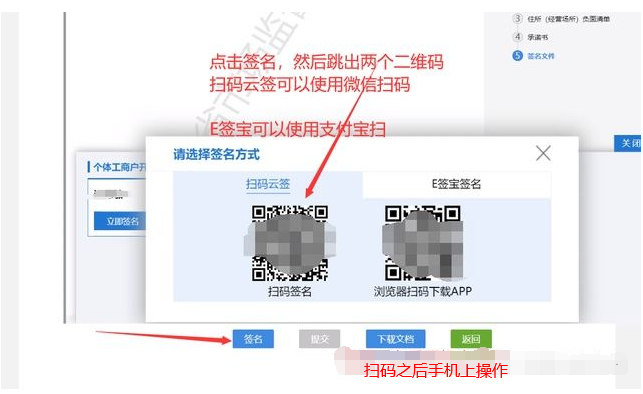 ③ 住所（经营场所）负面清单
④ 承诺书
⑤ 签名文件
点击签名，然后跳出两个二维码
扫码云签可以使用微信扫码
E签宝可以使用支付宝扫
关闭
请选择签名方式
个体工商户开
扫码云签
E签宝签名
立即签名
扫码签名
浏览器扫码下载APP
签名
提交
下载文档
返回
扫码之后手机上操作